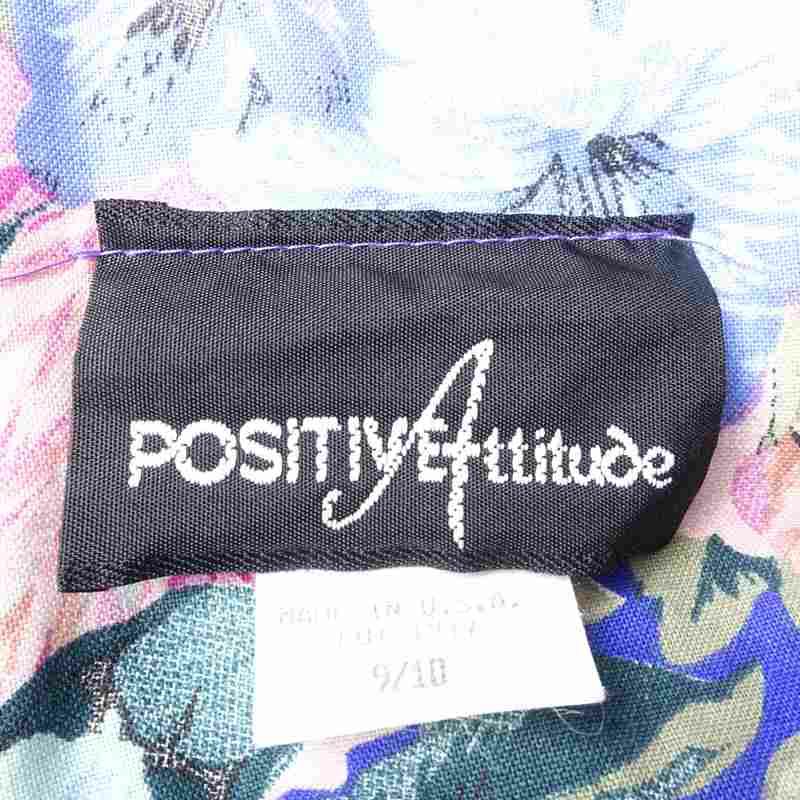 POSITIVE Attitude
MADE IN U.S.A.
9/10